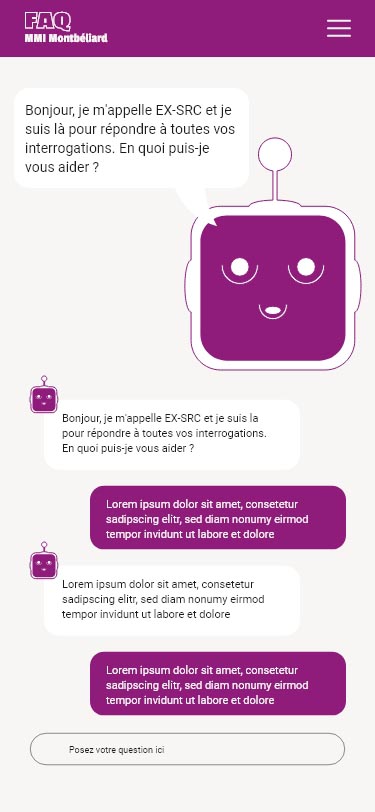 FAQ
MMI Montbéliard
Bonjour, je m'appelle EX-SRC et je
suis là pour répondre à toutes vos
interrogations. En quoi puis-je
vous aider ?
Bonjour, je m'appelle EX-SRC et je suis la
pour répondre à toutes vos interrogations.
En quoi puis-je vous aider ?
Lorem ipsum dolor sit amet, consetetur
sadipscing elitr, sed diam nonumy eirmod
tempor invidunt ut labore et dolore
Lorem ipsum dolor sit amet, consetetur
sadipscing elitr, sed diam nonumy eirmod
tempor invidunt ut labore et dolore
Lorem ipsum dolor sit amet, consetetur
sadipscing elitr, sed diam nonumy eirmod
tempor invidunt ut labore et dolore
Posez votre question ici